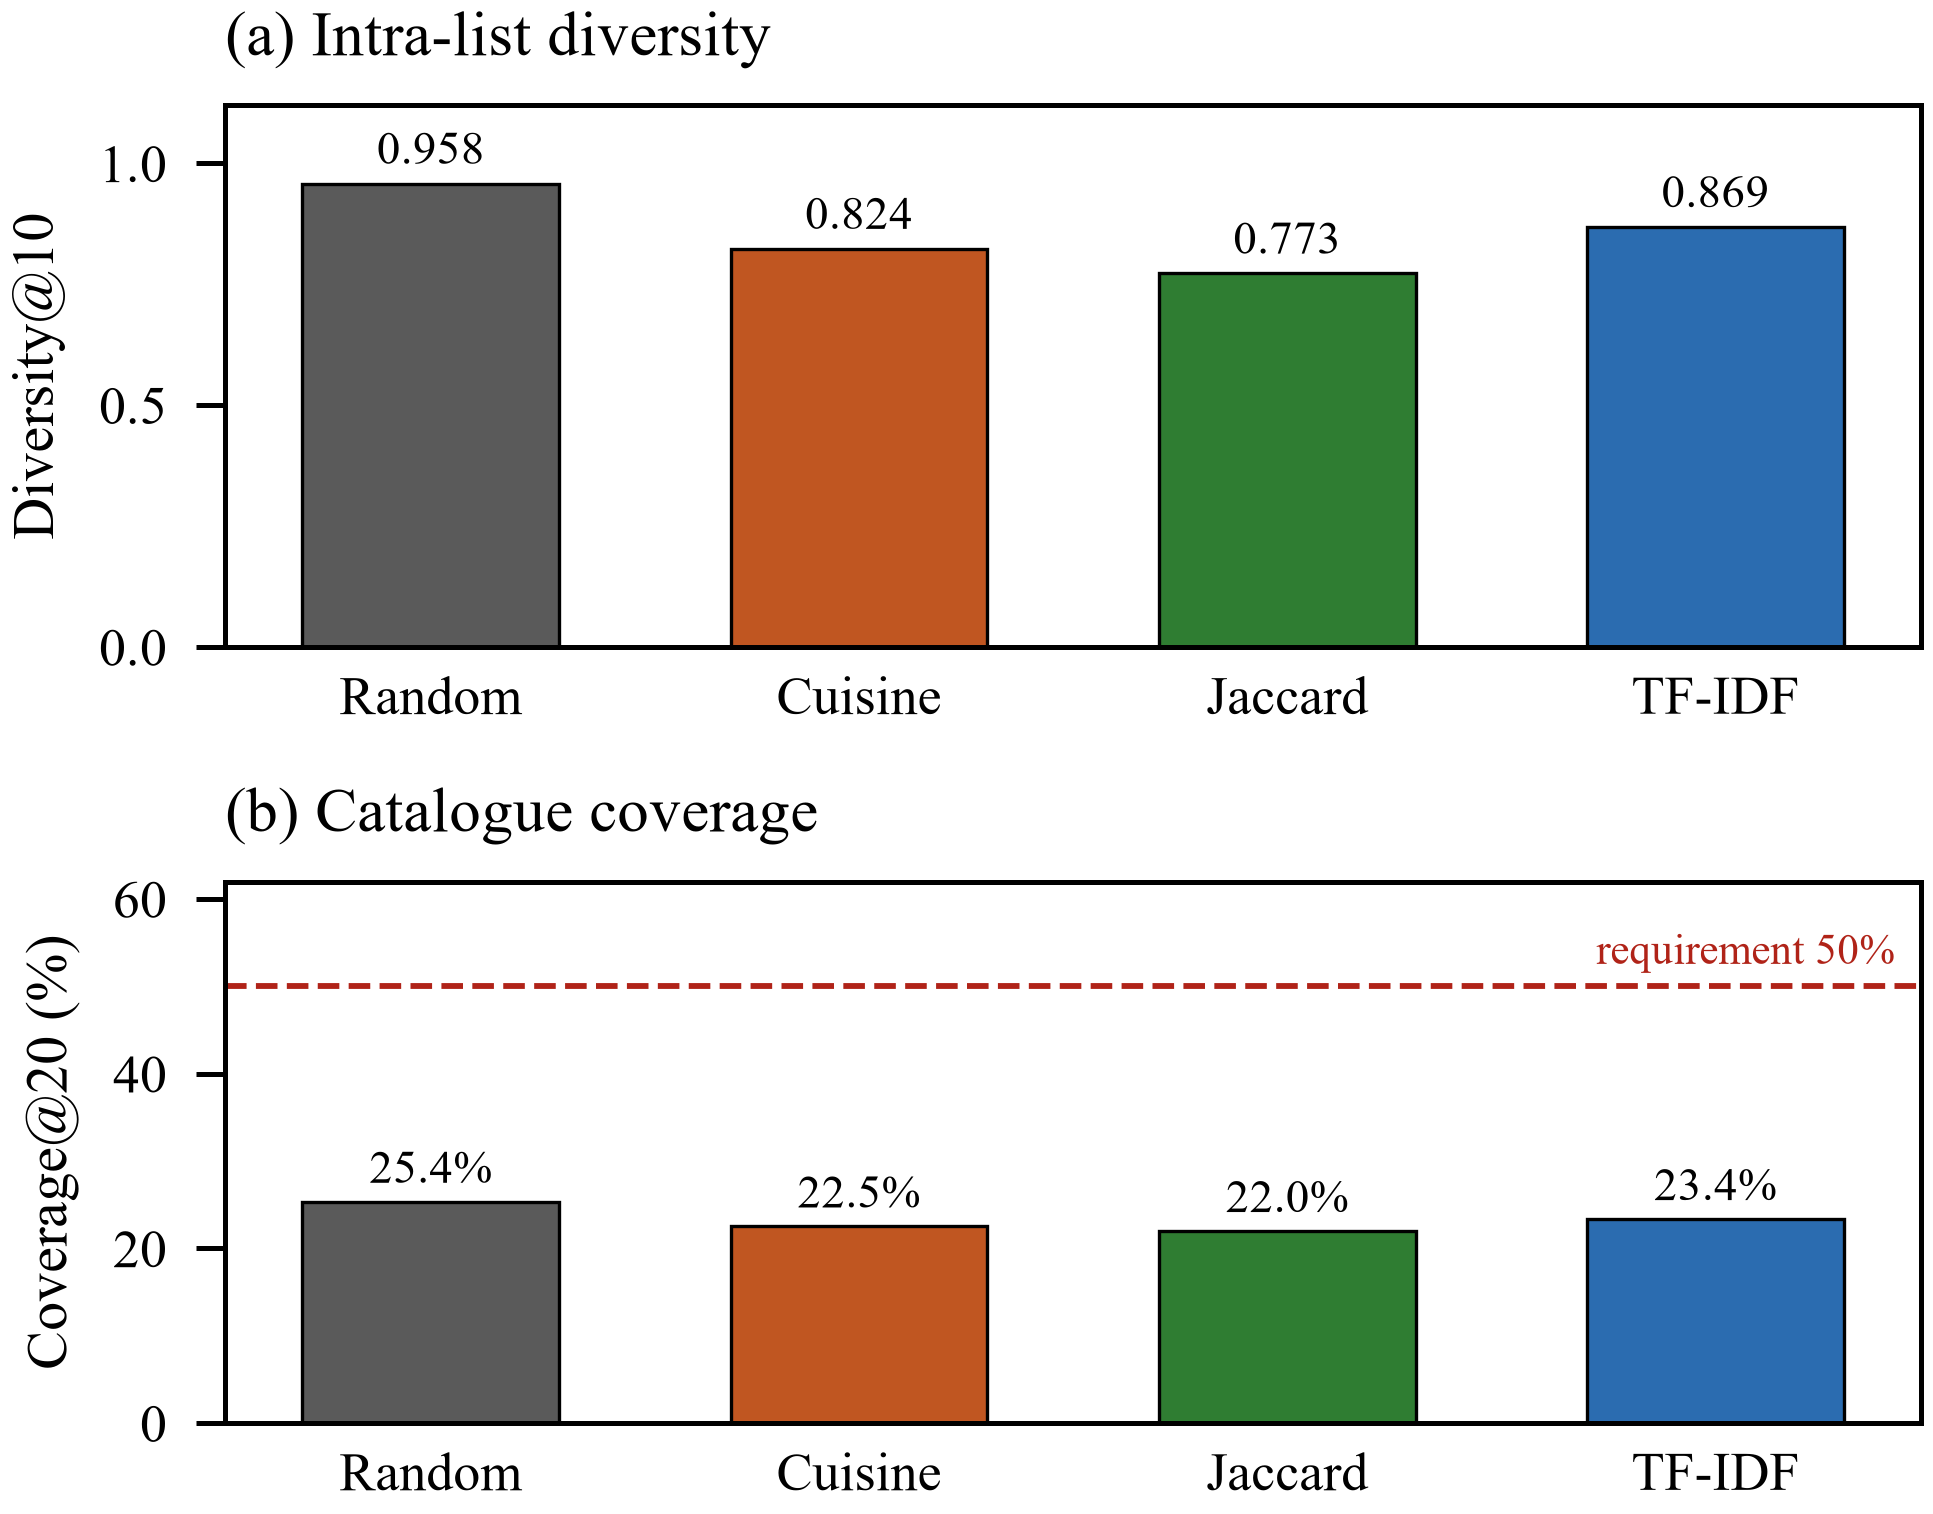 (a) Intra-list diversity
Diversity@10
1.0
0.5
0.0
0.958
0.824
0.773
0.869
Random
Cuisine
Jaccard
TF-IDF
(b) Catalogue coverage
Coverage@20 (%)
60
40
20
0
requirement 50%
25.4%
22.5%
22.0%
23.4%
Random
Cuisine
Jaccard
TF-IDF